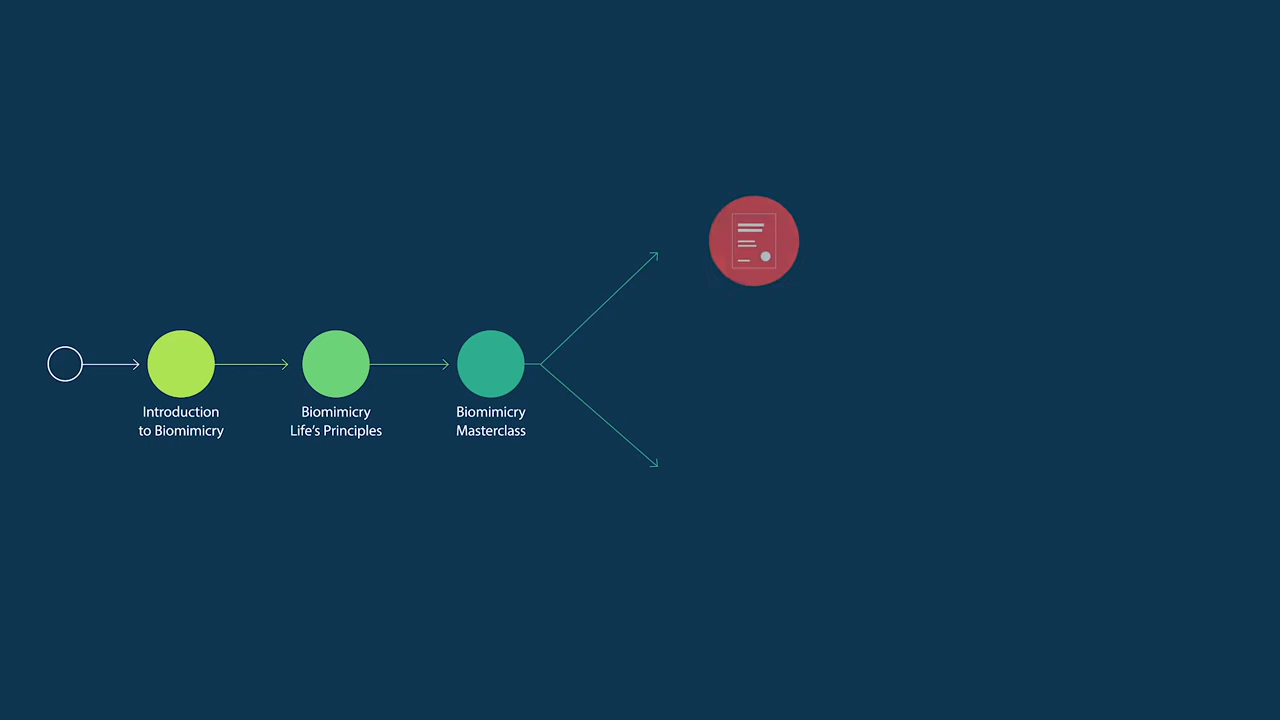 Introduction
to Biomimicry
Biomimicry
Life’s Principles
Biomimicry
Masterclass